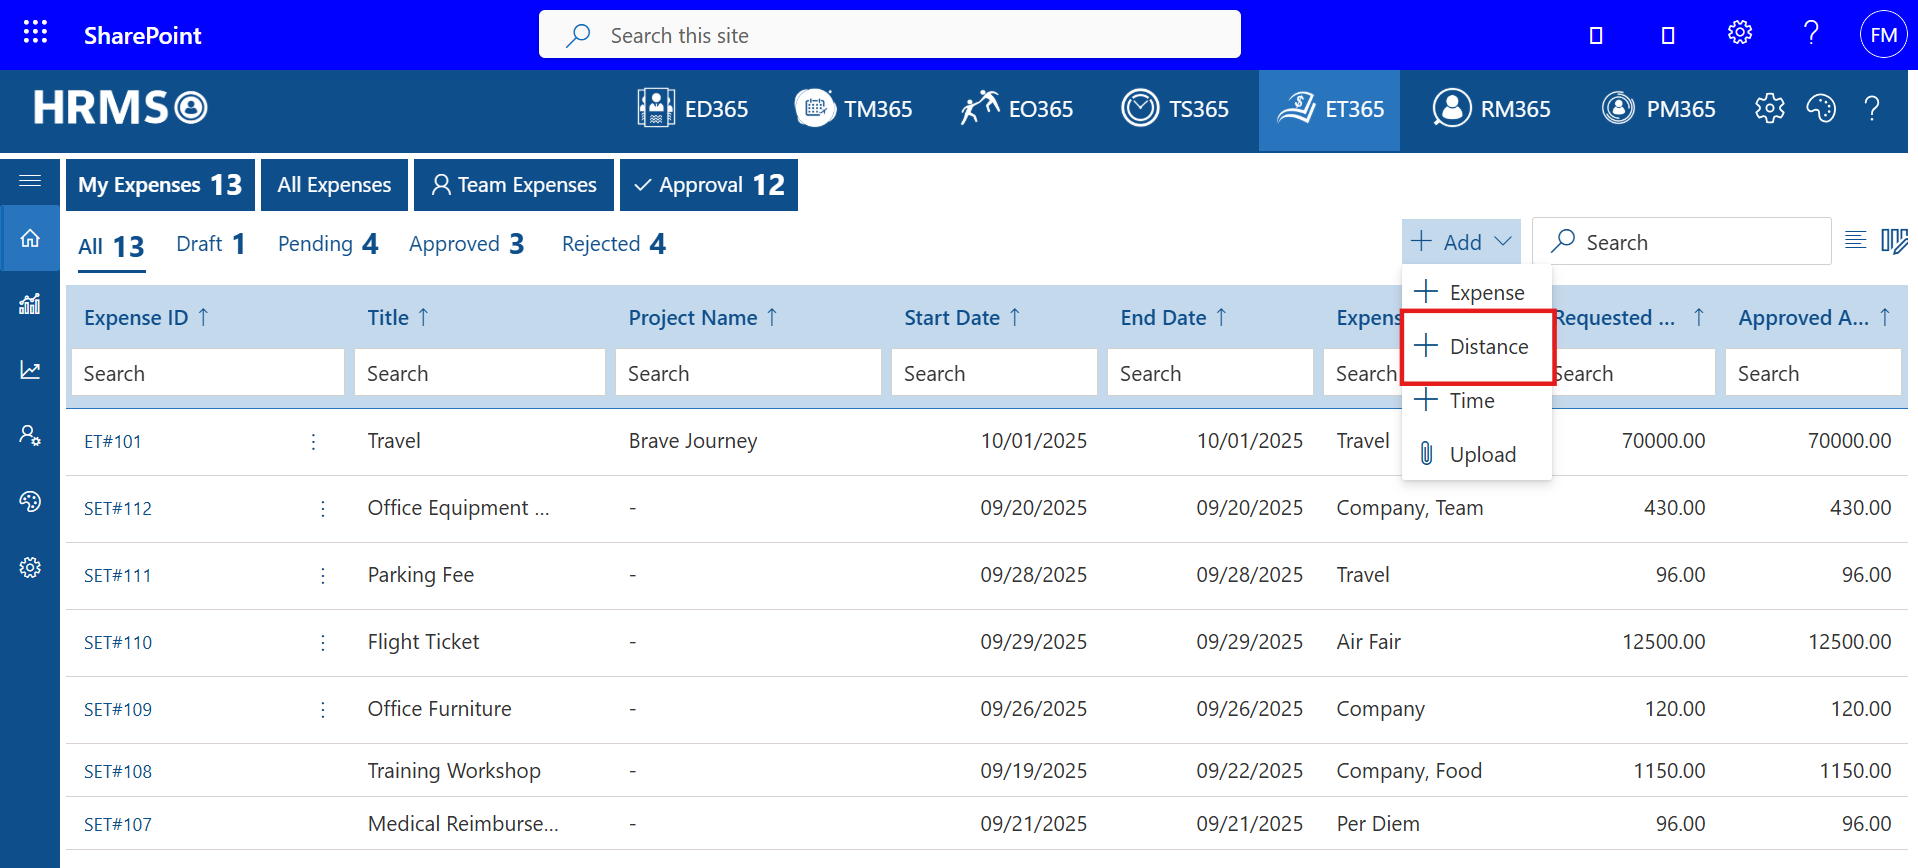 SharePoint
Search this site
FM
HRMS
ED365
TM365
EO365
TS365
ET365
RM365
PM365
My Expenses 13
All Expenses
Team Expenses
Approval 12
All 13
Draft 1
Pending 4
Approved 3
Rejected 4
Add
Search
Expense
Distance
Time
Upload
Expense ID ↑ Title ↑ Project Name ↑ Start Date ↑ End Date ↑ Expens Requested ... ↑ Approved A... ↑
Search Search Search Search Search Search Search Search
ET#101 Travel Brave Journey 10/01/2025 10/01/2025 Travel 70000.00 70000.00
SET#112 Office Equipment ... - 09/20/2025 09/20/2025 Company, Team 430.00 430.00
SET#111 Parking Fee - 09/28/2025 09/28/2025 Travel 96.00 96.00
SET#110 Flight Ticket - 09/29/2025 09/29/2025 Air Fair 12500.00 12500.00
SET#109 Office Furniture - 09/26/2025 09/26/2025 Company 120.00 120.00
SET#108 Training Workshop - 09/19/2025 09/22/2025 Company, Food 1150.00 1150.00
SET#107 Medical Reimburse... - 09/21/2025 09/21/2025 Per Diem 96.00 96.00